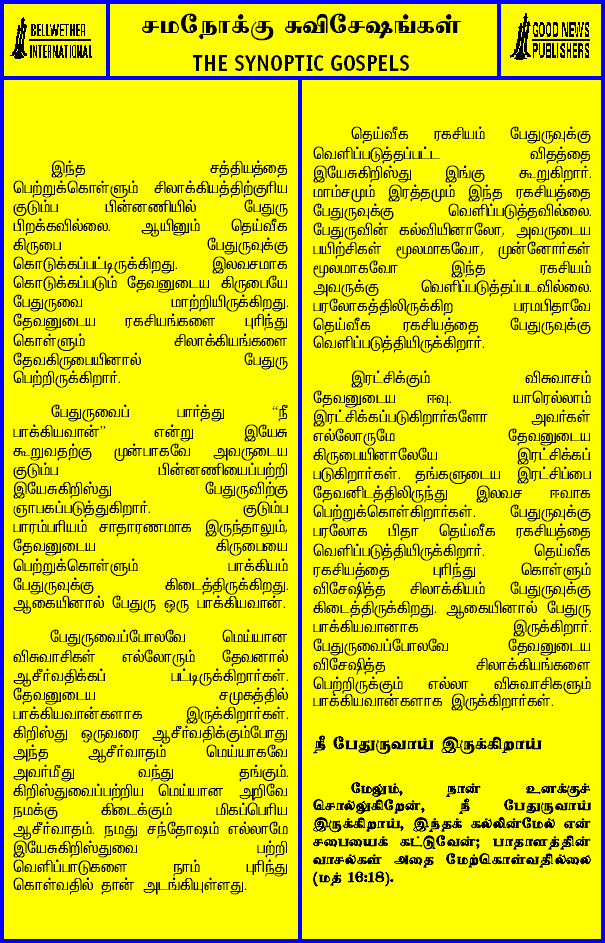 BELLWETHER
INTERNATIONAL
சமநோக்கு சுவிசேஷங்கள்
THE SYNOPTIC GOSPELS
GOOD NEWS
PUBLISHERS
இந்த சத்தியத்தை
பெற்றுக்கொள்ளும் சிலாக்கியத்திற்குரிய
குடும்ப பின்னணியில் பேதுரு
பிறக்கவில்லை. ஆயினும் தெய்வீக
கிருபை பேதுருவுக்கு
கொடுக்கப்பட்டிருக்கிறது. இலவசமாக
கொடுக்கப்படும் தேவனுடைய கிருபையே
பேதுருவை மாற்றியிருக்கிறது.
தேவனுடைய ரகசியங்களை புரிந்து
கொள்ளும் சிலாக்கியங்களை
தேவகிருபையினால் பேதுரு
பெற்றிருக்கிறார்.
பேதுருவைப் பார்த்து “நீ
பாக்கியவான்” என்று இயேசு
கூறுவதற்கு முன்பாகவே அவருடைய
குடும்ப பின்னணியைப்பற்றி
இயேசுகிறிஸ்து பேதுருவிற்கு
ஞாபகப்படுத்துகிறார். குடும்ப
பாரம்பரியம் சாதாரணமாக இருந்தாலும்,
தேவனுடைய கிருபையை
பெற்றுக்கொள்ளும் பாக்கியம்
பேதுருவுக்கு கிடைத்திருக்கிறது.
ஆகையினால் பேதுரு ஒரு பாக்கியவான்.
பேதுருவைப்போலவே மெய்யான
விசுவாசிகள் எல்லோரும் தேவனால்
ஆசீர்வதிக்கப் பட்டிருக்கிறார்கள்.
தேவனுடைய சமுகத்தில்
பாக்கியவான்களாக இருக்கிறார்கள்.
கிறிஸ்து ஒருவரை ஆசீர்வதிக்கும்போது
அந்த ஆசீர்வாதம் மெய்யாகவே
அவர்மீது வந்து தங்கும்.
கிறிஸ்துவைப்பற்றிய மெய்யான அறிவே
நமக்கு கிடைக்கும் மிகப்பெரிய
ஆசீர்வாதம். நமது சந்தோஷம் எல்லாமே
இயேசுகிறிஸ்துவை பற்றி
வெளிப்பாடுகளை நாம் புரிந்து
கொள்வதில் தான் அடங்கியுள்ளது.
தெய்வீக ரகசியம் பேதுருவுக்கு
வெளிப்படுத்தப்பட்ட விதத்தை
இயேசுகிறிஸ்து இங்கு கூறுகிறார்.
மாம்சமும் இரத்தமும் இந்த ரகசியத்தை
பேதுருவுக்கு வெளிப்படுத்தவில்லை.
பேதுருவின் கல்வியினாலோ, அவருடைய
பயிற்சிகள் மூலமாகவோ, முன்னோர்கள்
மூலமாகவோ இந்த ரகசியம்
அவருக்கு வெளிப்படுத்தப்படவில்லை.
பரலோகத்திலிருக்கிற பரமபிதாவே
தெய்வீக ரகசியத்தை பேதுருவுக்கு
வெளிப்படுத்தியிருக்கிறார்.
இரட்சிக்கும் விசுவாசம்
தேவனுடைய ஈவு. யாரெல்லாம்
இரட்சிக்கப்படுகிறார்களோ அவர்கள்
எல்லோருமே தேவனுடைய
கிருபையினாலேயே இரட்சிக்கப்
படுகிறார்கள். தங்களுடைய இரட்சிப்பை
தேவனிடத்திலிருந்து இலவச ஈவாக
பெற்றுக்கொள்கிறார்கள். பேதுருவுக்கு
பரலோக பிதா தெய்வீக ரகசியத்தை
வெளிப்படுத்தியிருக்கிறார். தெய்வீக
ரகசியத்தை புரிந்து கொள்ளும்
விசேஷித்த சிலாக்கியம் பேதுருவுக்கு
கிடைத்திருக்கிறது. ஆகையினால் பேதுரு
பாக்கியவானாக இருக்கிறார்.
பேதுருவைப்போலவே தேவனுடைய
விசேஷித்த சிலாக்கியங்களை
பெற்றிருக்கும் எல்லா விசுவாசிகளும்
பாக்கியவான்களாக இருக்கிறார்கள்.
நீ பேதுருவாய் இருக்கிறாய்
மேலும், நான் உனக்குச்
சொல்லுகிறேன், நீ பேதுருவாய்
இருக்கிறாய், இந்தக் கல்லின்மேல் என்
சபையைக் கட்டுவேன்; பாதாளத்தின்
வாசல்கள் அதை மேற்கொள்வதில்லை
(மத் 16:18).